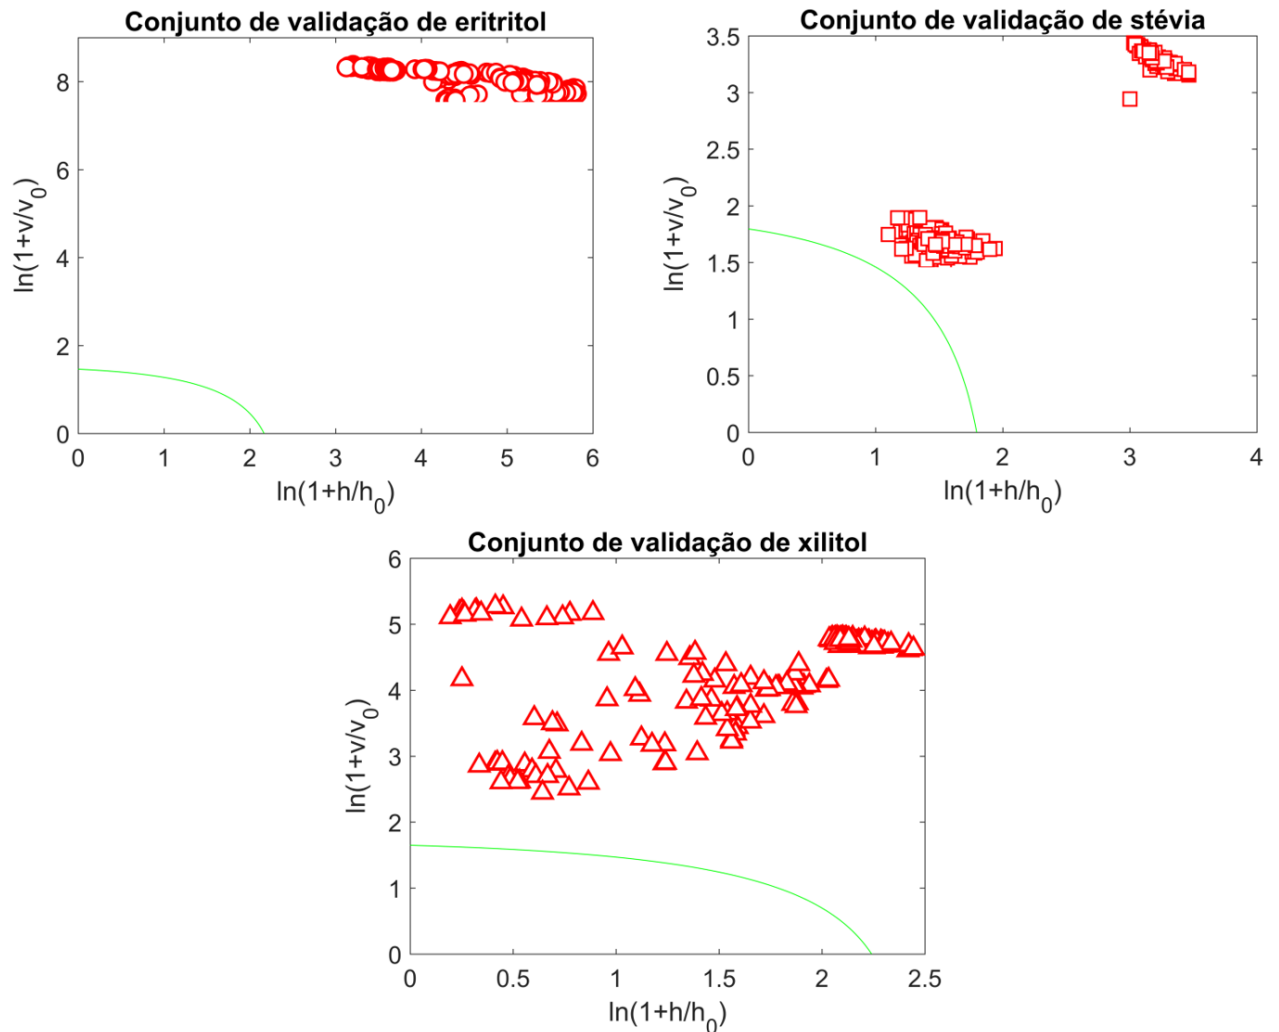 Conjunto de validação de eritritol
8
6
4
2
0
ln(1+v/v0)
0 1 2 3 4 5 6
ln(1+h/h0)
Conjunto de validação de stévia
3.5
3
2.5
2
1.5
1
0.5
0
ln(1+v/v0)
0 1 2 3 4
ln(1+h/h0)
Conjunto de validação de xilitol
6
5
4
3
2
1
0
ln(1+v/v0)
0 0.5 1 1.5 2 2.5
ln(1+h/h0)